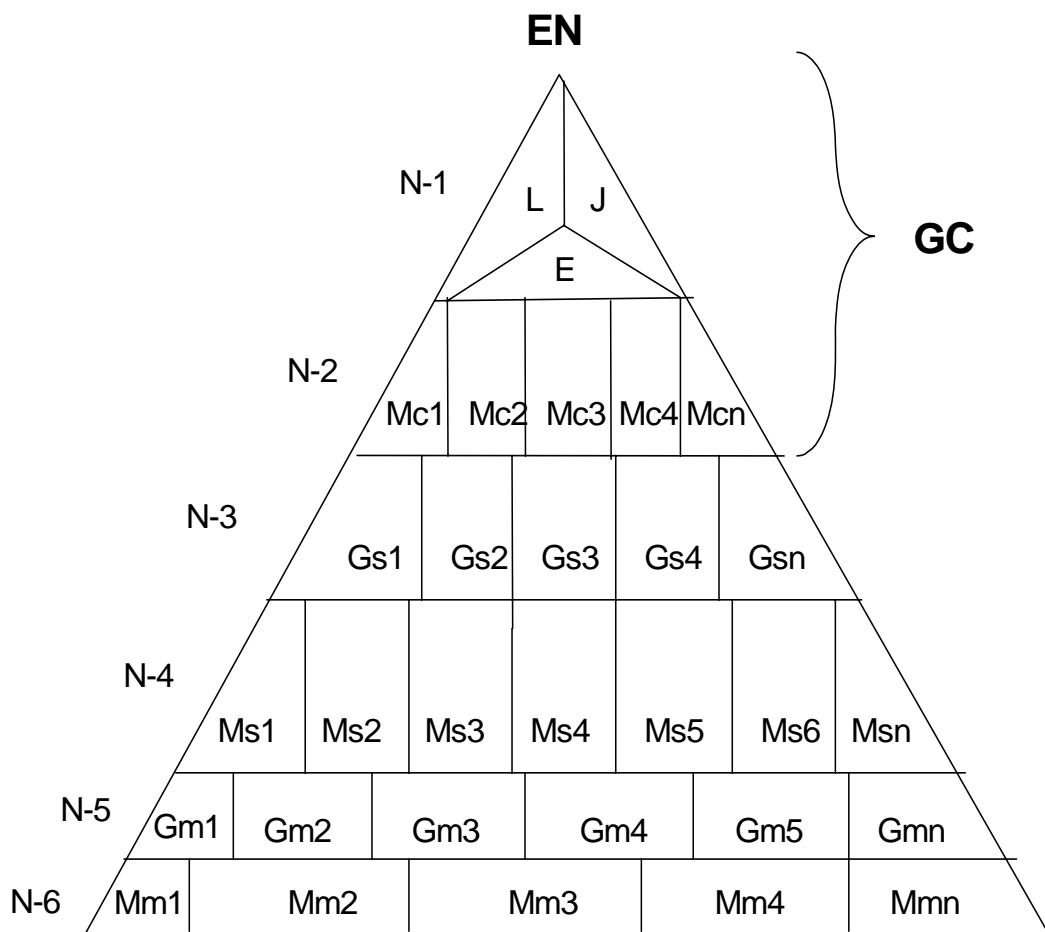 EN
N-1
L J
GC
E
N-2
Mc1 Mc2 Mc3 Mc4 Mcn
N-3
Gs1 Gs2 Gs3 Gs4 Gsn
N-4
Ms1 Ms2 Ms3 Ms4 Ms5 Ms6 Msn
N-5
Gm1 Gm2 Gm3 Gm4 Gm5 Gmn
N-6 Mm1 Mm2 Mm3 Mm4 Mmn